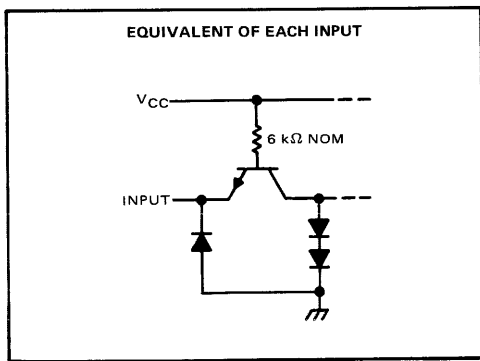 EQUIVALENT OF EACH INPUT
VCC
6 kΩ NOM
INPUT